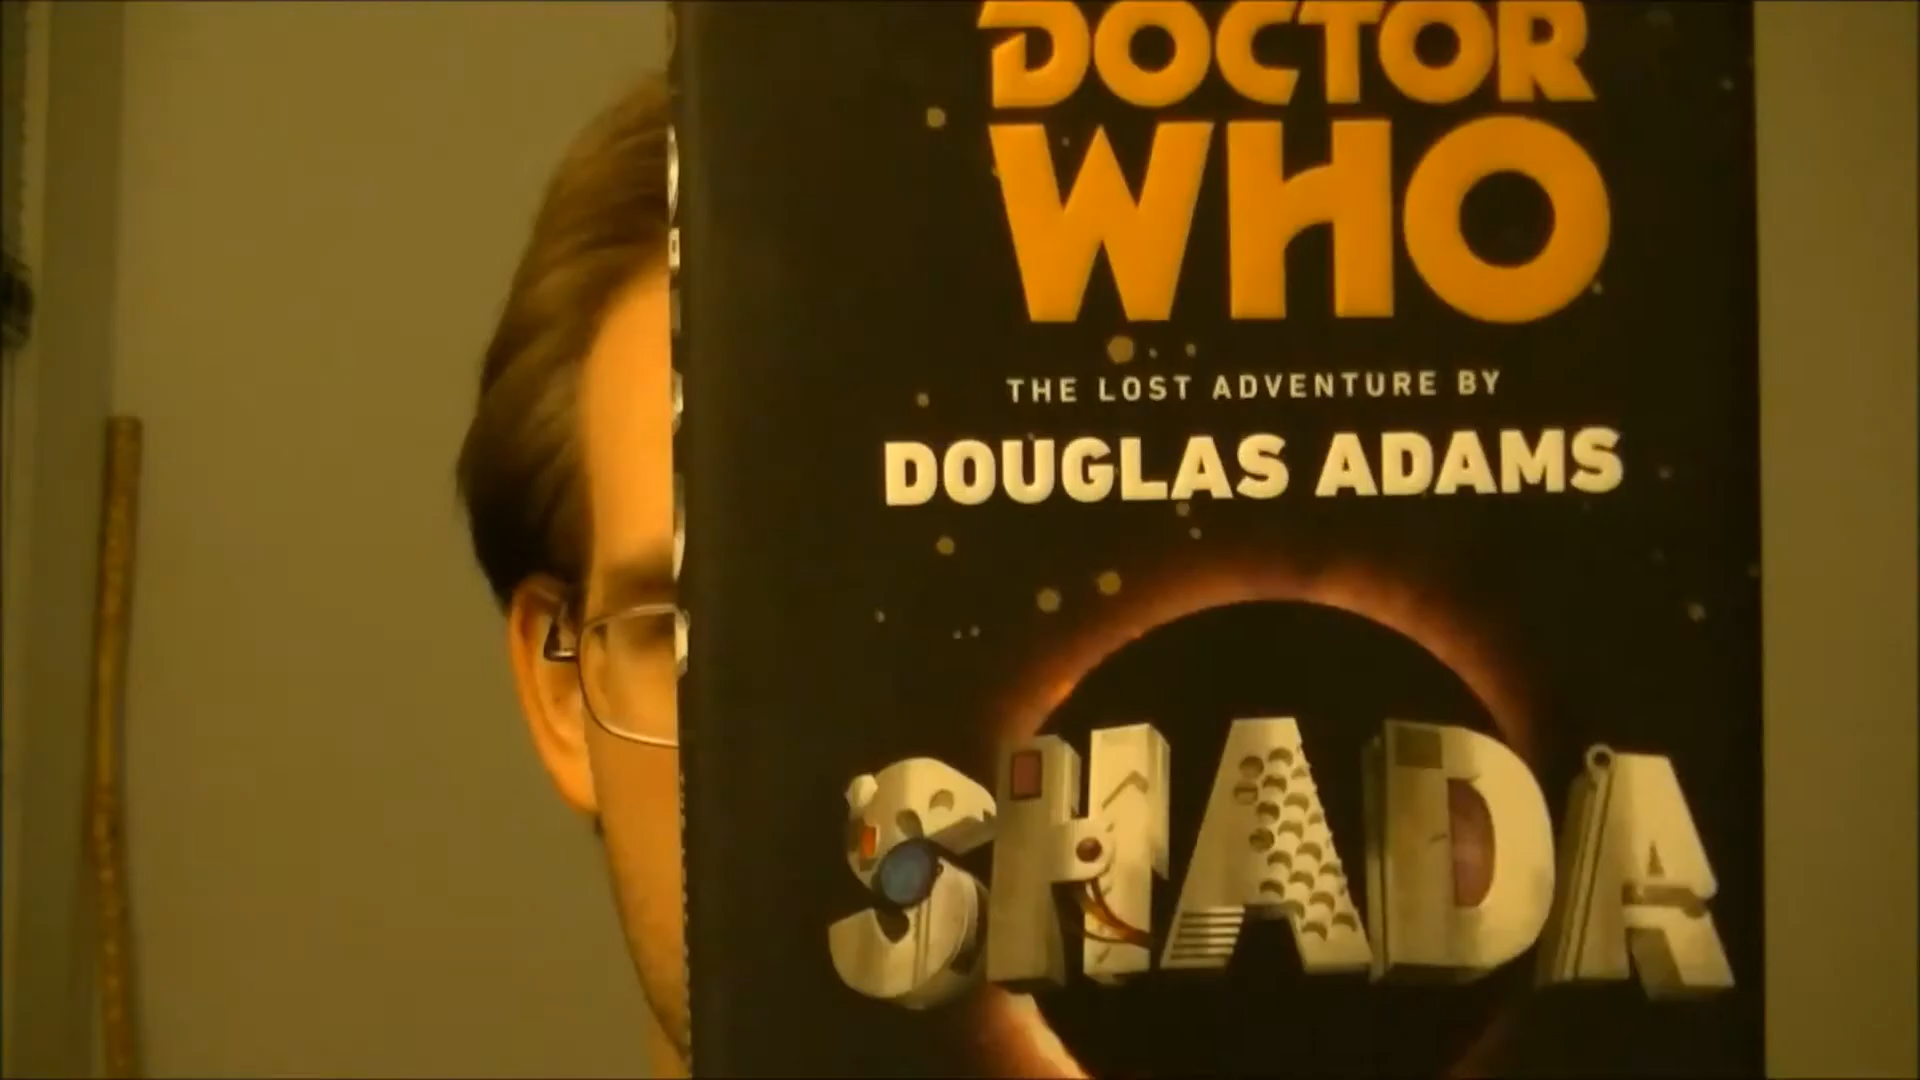 DOCTOR
WHO
THE LOST ADVENTURE BY
DOUGLAS ADAMS
SHADA